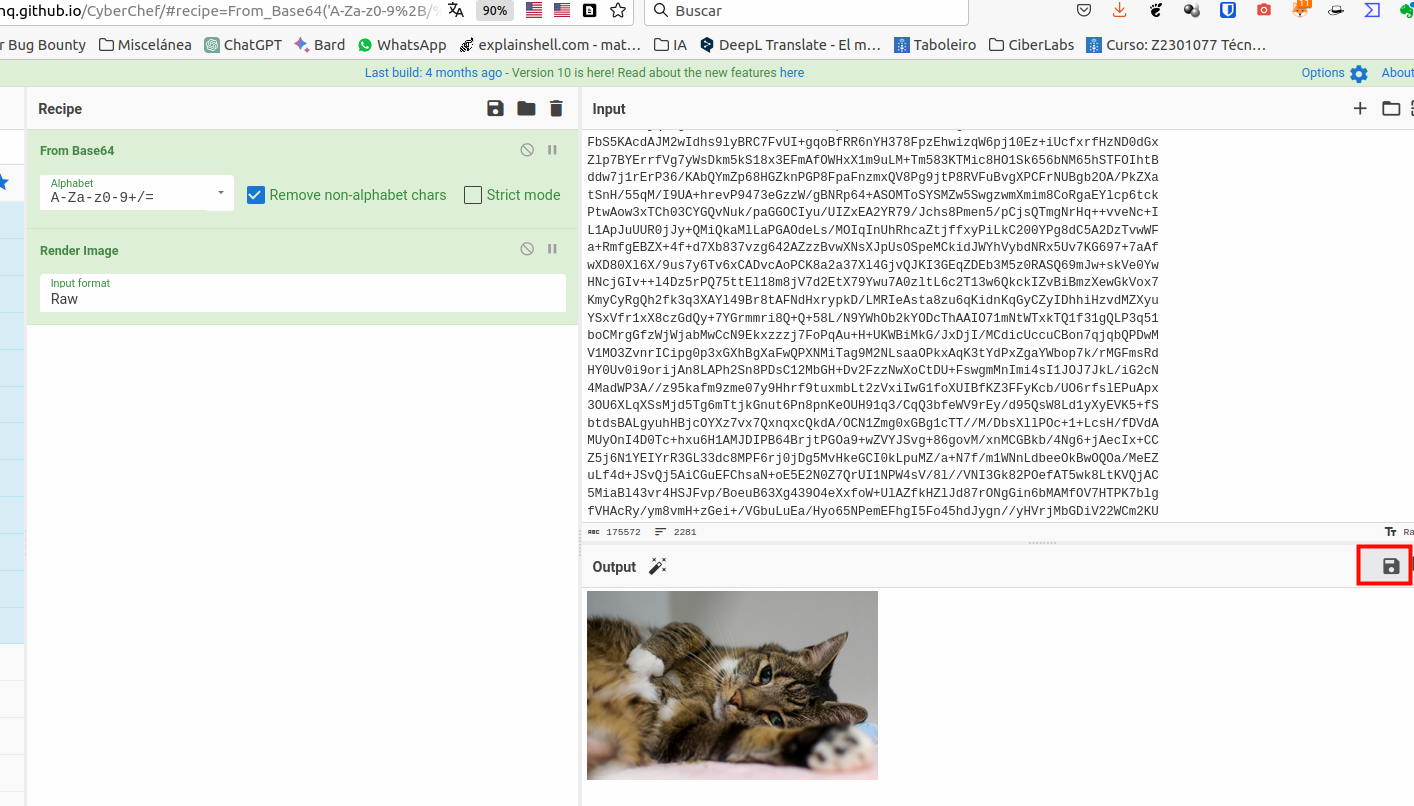 nq.github.io/CyberChef/#recipe=From_Base64('A-Za-z0-9%2B/%
90%
Buscar
r Bug Bounty Miscelánea ChatGPT Bard WhatsApp explainshell.com - mat… IA DeepL Translate - El m… Taboleiro CiberLabs Curso: Z2301077 Técn…
Last build: 4 months ago - Version 10 is here! Read about the new features here
Options About
Recipe
From Base64
Alphabet
A-Za-z0-9+/=
Remove non-alphabet chars
Strict mode
Render Image
Input format
Raw
Input
FbS5KAcdAJM2wIdhs9lyBRC7FvUI+gqoBfRR6nYH378FpzEhwizqW6pj10Ez+iUcfxrfHzND0dGx
Zlp7BYErrfVg7yWsDkm5kS18x3EFmAfOWHxX1m9uLM+Tm583KTMic8HO1Sk656bNM65hSTFOIhtB
ddw7j1rErP36/KAbQYmZp68HGZknPGP8FpaFnzmxQV8Pg9jtP8RVFuBvgXPCFrNUBgb2OA/PkZXa
tSnH/55qM/I9UA+hrevP9473eGzzW/gBNRp64+ASOMToSYSMZw5SwgzwmXmim8CoRgaEYlcp6tck
PtwAow3xTCh03CYGQvNuk/paGGOCIyu/UIZxEA2YR79/Jchs8Pmen5/pCjsQTmgNrHq++vveNc+I
L1ApJuUUR0jJy+QMiQkaMlLaPGAOdeLs/MOIqInUhRhcaZtjffxyPiLkC200YPg8dC5A2DzTvwWF
a+RmfgEBZX+4f+d7Xb837vzg642AZzzBvwXNsXJpUsOSpeMCkidJWYhVybdNRx5Uv7KG697+7aAf
wXD80Xl6X/9us7y6Tv6xCADvcAoPCK8a2a37Xl4GjvQJKI3GEqZDEb3M5z0RASQ69mJw+skVe0Yw
HNcjGIv++l4Dz5rPQ75ttEl18m8jV7d2EtX79Ywu7A0zltL6c2T13w6QkckIZvBiBmzXewGkVox7
KmyCyRgQh2fk3q3XAYl49Br8tAFNdHxrypkD/LMRIeAsta8zu6qKidnKqGyCZyIDhhiHzvdMZXyu
YSxVfr1xX8czGdQy+7YGrmmri8Q+Q+58L/N9YWhOb2kYODcThAAIO71mNtWTxkTQ1f31gQLP3q51
boCMrgGfzWjWjabMwCcN9Ekxzzzj7FoPqAu+H+UKWBiMkG/JxDjI/MCdicUccuCBon7qjqbQPDwM
V1MO3ZvnrICipg0p3xGXhBgXaFwQPXNMiTag9M2NLsaaOPkxAqK3tYdPxZgaYWbop7k/rMGFmsRd
HY0Uv0i9orijAn8LAPh2Sn8PDsC12MbGH+Dv2FzzNwXoCtDU+FswgmMnImi4sI1JOJ7JkL/iG2cN
4MadWP3A//z95kafm9zme07y9Hhrf9tuxmbLt2zVxiIwG1foXUIBfKZ3FFyKcb/UO6rfslEPuApx
3OU6XLqXSsMjd5Tg6mTtjkGnut6Pn8pnKeOUH91q3/CqQ3bfeWV9rEy/d95QsW8Ld1yXyEVK5+fS
btdsBALgyuhHBjcOYXz7vx7QxnqxcQkdA/OCN1Zmg0xGBg1cTT//M/DbsXllPOc+1+LcsH/fDVdA
MUyOnI4D0Tc+hxu6H1AMJDIPB64BrjtPGOa9+wZVYJSvg+86govM/xnMCGBkb/4Ng6+jAecIx+CC
Z5j6N1YEIYrR3GL33dc8MPF6rj0jDg5MvHkeGCI0kLpuMZ/a+N7f/m1WNnLdbeeOkBwOQOa/MeEZ
uLf4d+JSvQj5AiCGuEFChsaN+oE5E2N0Z7QrUI1NPW4sV/8l//VNI3Gk82POefAT5wk8LtKVQjAC
5MiaBl43vr4HSJFvp/BoeuB63Xg439O4eXxfoW+UlAZfkHZlJd87rONgGin6bMAMfOV7HTPK7blg
fVHAcRy/ym8vmH+zGei+/VGbuLuEa/Hyo65NPemEFhgI5Fo45hdJygn//yHVrjMbGDiV22WCm2KU
ABC 175572 2281
Output